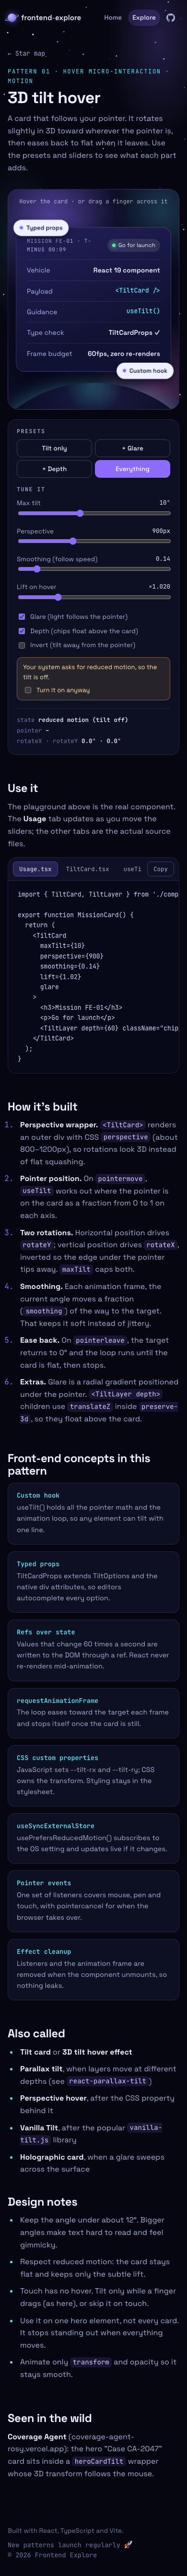 frontend-explore
Home
Explore
← Star map
PATTERN 01 · HOVER MICRO-INTERACTION · MOTION
3D tilt hover
A card that follows your pointer. It rotates
slightly in 3D toward wherever the pointer is,
then eases back to flat when it leaves. Use
the presets and sliders to see what each part
adds.
Hover the card · or drag a finger across it
Typed props
MISSION FE-01 · T-
MINUS 00:09
Go for launch
Vehicle
React 19 component
Payload
<TiltCard />
Guidance
useTilt()
Type check
TiltCardProps ✓
Frame budget
60fps, zero re-renders
Custom hook
PRESETS
Tilt only
+ Glare
+ Depth
Everything
TUNE IT
Max tilt
10°
Perspective
900px
Smoothing (follow speed)
0.14
Lift on hover
×1.020
Glare (light follows the pointer)
Depth (chips float above the card)
Invert (tilt away from the pointer)
Your system asks for reduced motion, so the
tilt is off.
Turn it on anyway
state reduced motion (tilt off)
pointer –
rotateX · rotateY 0.0° · 0.0°
Use it
The playground above is the real component.
The Usage tab updates as you move the
sliders; the other tabs are the actual source
files.
Usage.tsx
TiltCard.tsx
useTi
Copy
import { TiltCard, TiltLayer } from './comp
export function MissionCard() {
return (
<TiltCard
maxTilt={10}
perspective={900}
smoothing={0.14}
lift={1.02}
glare
>
<h3>Mission FE-01</h3>
<p>Go for launch</p>
<TiltLayer depth={60} className="chip
</TiltCard>
);
}
How it's built
1. Perspective wrapper. <TiltCard> renders
an outer div with CSS perspective (about
800–1200px), so rotations look 3D instead
of flat squashing.
2. Pointer position. On pointermove,
useTilt works out where the pointer is
on the card as a fraction from 0 to 1 on
each axis.
3. Two rotations. Horizontal position drives
rotateY; vertical position drives rotateX,
inverted so the edge under the pointer
tips away. maxTilt caps both.
4. Smoothing. Each animation frame, the
current angle moves a fraction
(smoothing) of the way to the target.
That keeps it soft instead of jittery.
5. Ease back. On pointerleave, the target
returns to 0° and the loop runs until the
card is flat, then stops.
6. Extras. Glare is a radial gradient positioned
under the pointer. <TiltLayer depth>
children use translateZ inside preserve-
3d, so they float above the card.
Front-end concepts in this
pattern
Custom hook
useTilt() holds all the pointer math and the
animation loop, so any element can tilt with
one line.
Typed props
TiltCardProps extends TiltOptions and the
native div attributes, so editors
autocomplete every option.
Refs over state
Values that change 60 times a second are
written to the DOM through a ref. React never
re-renders mid-animation.
requestAnimationFrame
The loop eases toward the target each frame
and stops itself once the card is still.
CSS custom properties
JavaScript sets --tilt-rx and --tilt-ry; CSS
owns the transform. Styling stays in the
stylesheet.
useSyncExternalStore
usePrefersReducedMotion() subscribes to
the OS setting and updates live if it changes.
Pointer events
One set of listeners covers mouse, pen and
touch, with pointercancel for when the
browser takes over.
Effect cleanup
Listeners and the animation frame are
removed when the component unmounts, so
nothing leaks.
Also called
Tilt card or 3D tilt hover effect
Parallax tilt, when layers move at different
depths (see react-parallax-tilt)
Perspective hover, after the CSS property
behind it
Vanilla Tilt, after the popular vanilla-
tilt.js library
Holographic card, when a glare sweeps
across the surface
Design notes
Keep the angle under about 12°. Bigger
angles make text hard to read and feel
gimmicky.
Respect reduced motion: the card stays
flat and keeps only the subtle lift.
Touch has no hover. Tilt only while a finger
drags (as here), or skip it on touch.
Use it on one hero element, not every card.
It stops standing out when everything
moves.
Animate only transform and opacity so it
stays smooth.
Seen in the wild
Coverage Agent (coverage-agent-
rosy.vercel.app): the hero "Case CA-2047"
card sits inside a heroCardTilt wrapper
whose 3D transform follows the mouse.
Built with React, TypeScript and Vite.
New patterns launch regularly 🚀
© 2026 Frontend Explore